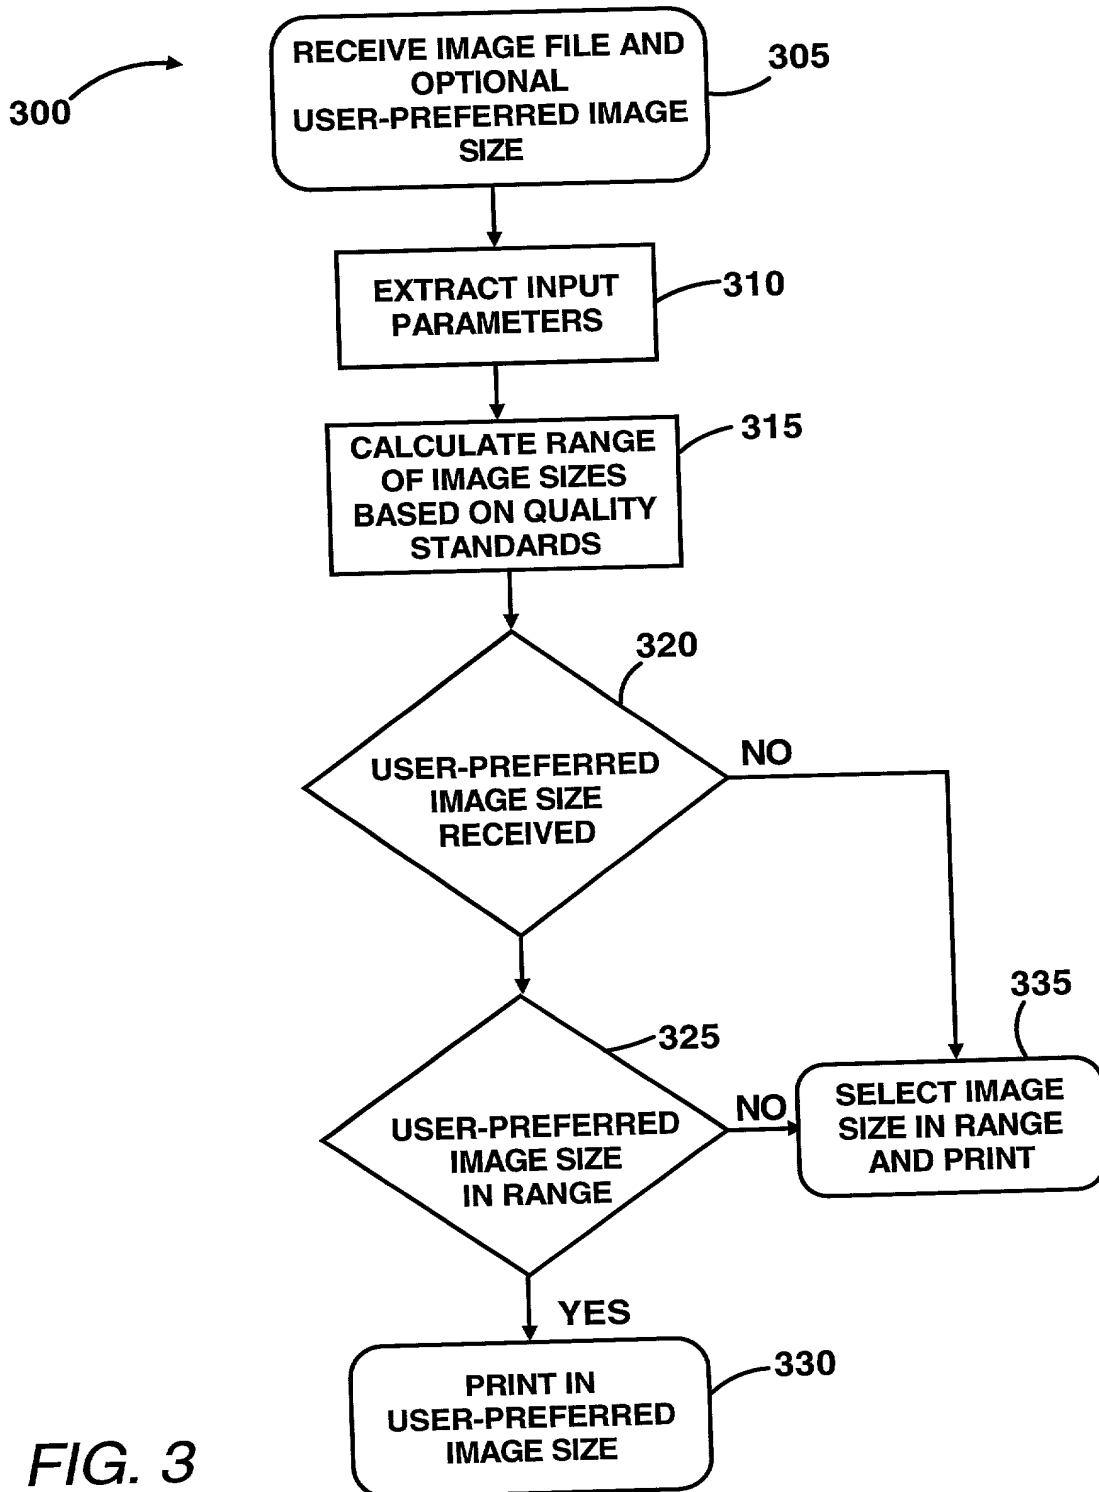 300
RECEIVE IMAGE FILE AND
OPTIONAL
USER-PREFERRED IMAGE
SIZE
305
EXTRACT INPUT
PARAMETERS
310
CALCULATE RANGE
OF IMAGE SIZES
BASED ON QUALITY
STANDARDS
315
320
USER-PREFERRED
IMAGE SIZE
RECEIVED
NO
325
USER-PREFERRED
IMAGE SIZE
IN RANGE
NO
335
SELECT IMAGE
SIZE IN RANGE
AND PRINT
YES
PRINT IN
USER-PREFERRED
IMAGE SIZE
330
FIG. 3